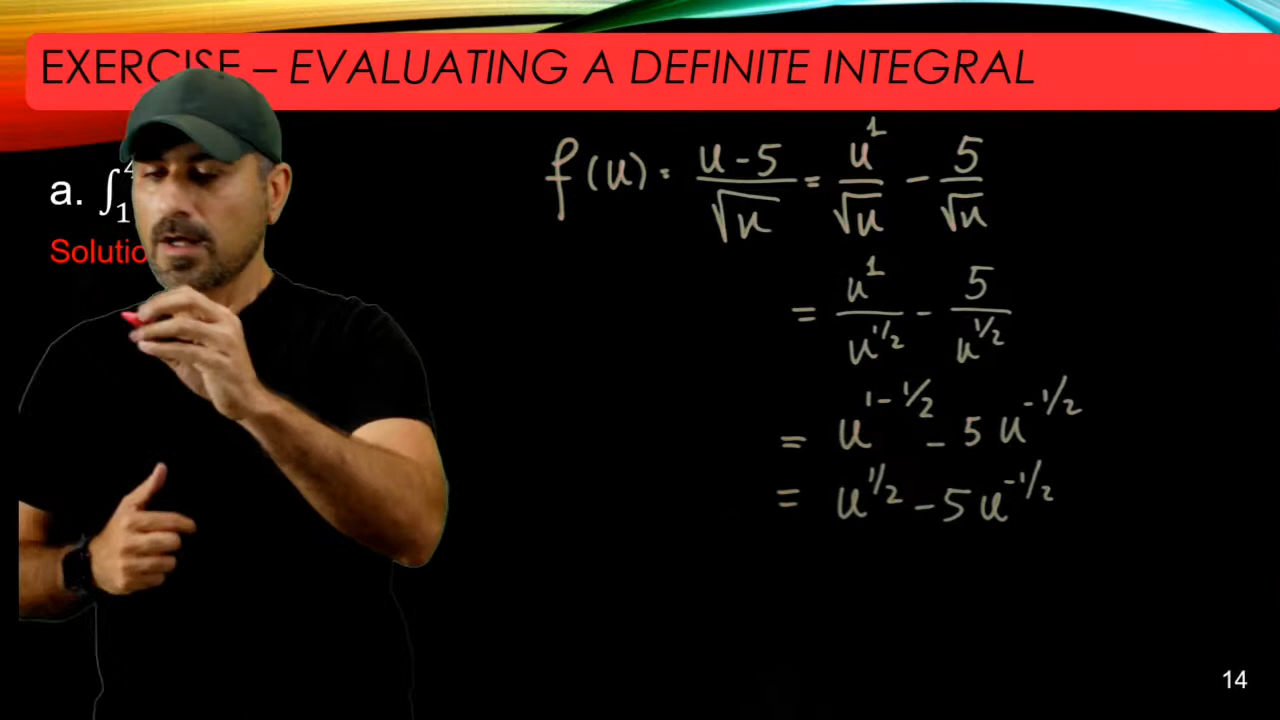 EXERCISE – EVALUATING A DEFINITE INTEGRAL
a. ∫₁⁴
f(u) = (u-5)/√u = u¹/√u - 5/√u
= u¹/u^(1/2) - 5/u^(1/2)
= u^(1-1/2) - 5u^(-1/2)
= u^(1/2) - 5u^(-1/2)
14